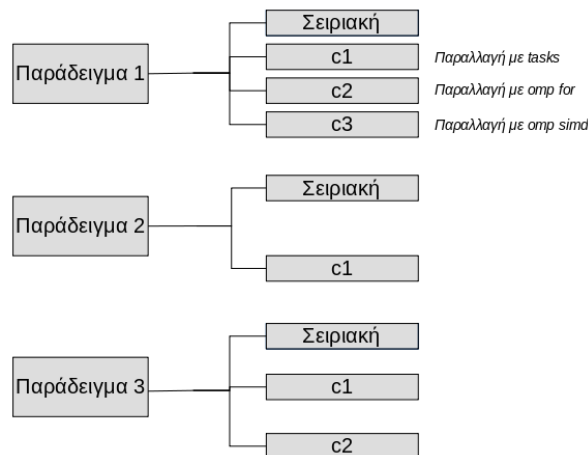 Σειριακή
Παράδειγμα 1
c1
Παραλλαγή με tasks
c2
Παραλλαγή με omp for
c3
Παραλλαγή με omp simd
Σειριακή
Παράδειγμα 2
c1
Σειριακή
Παράδειγμα 3
c1
c2